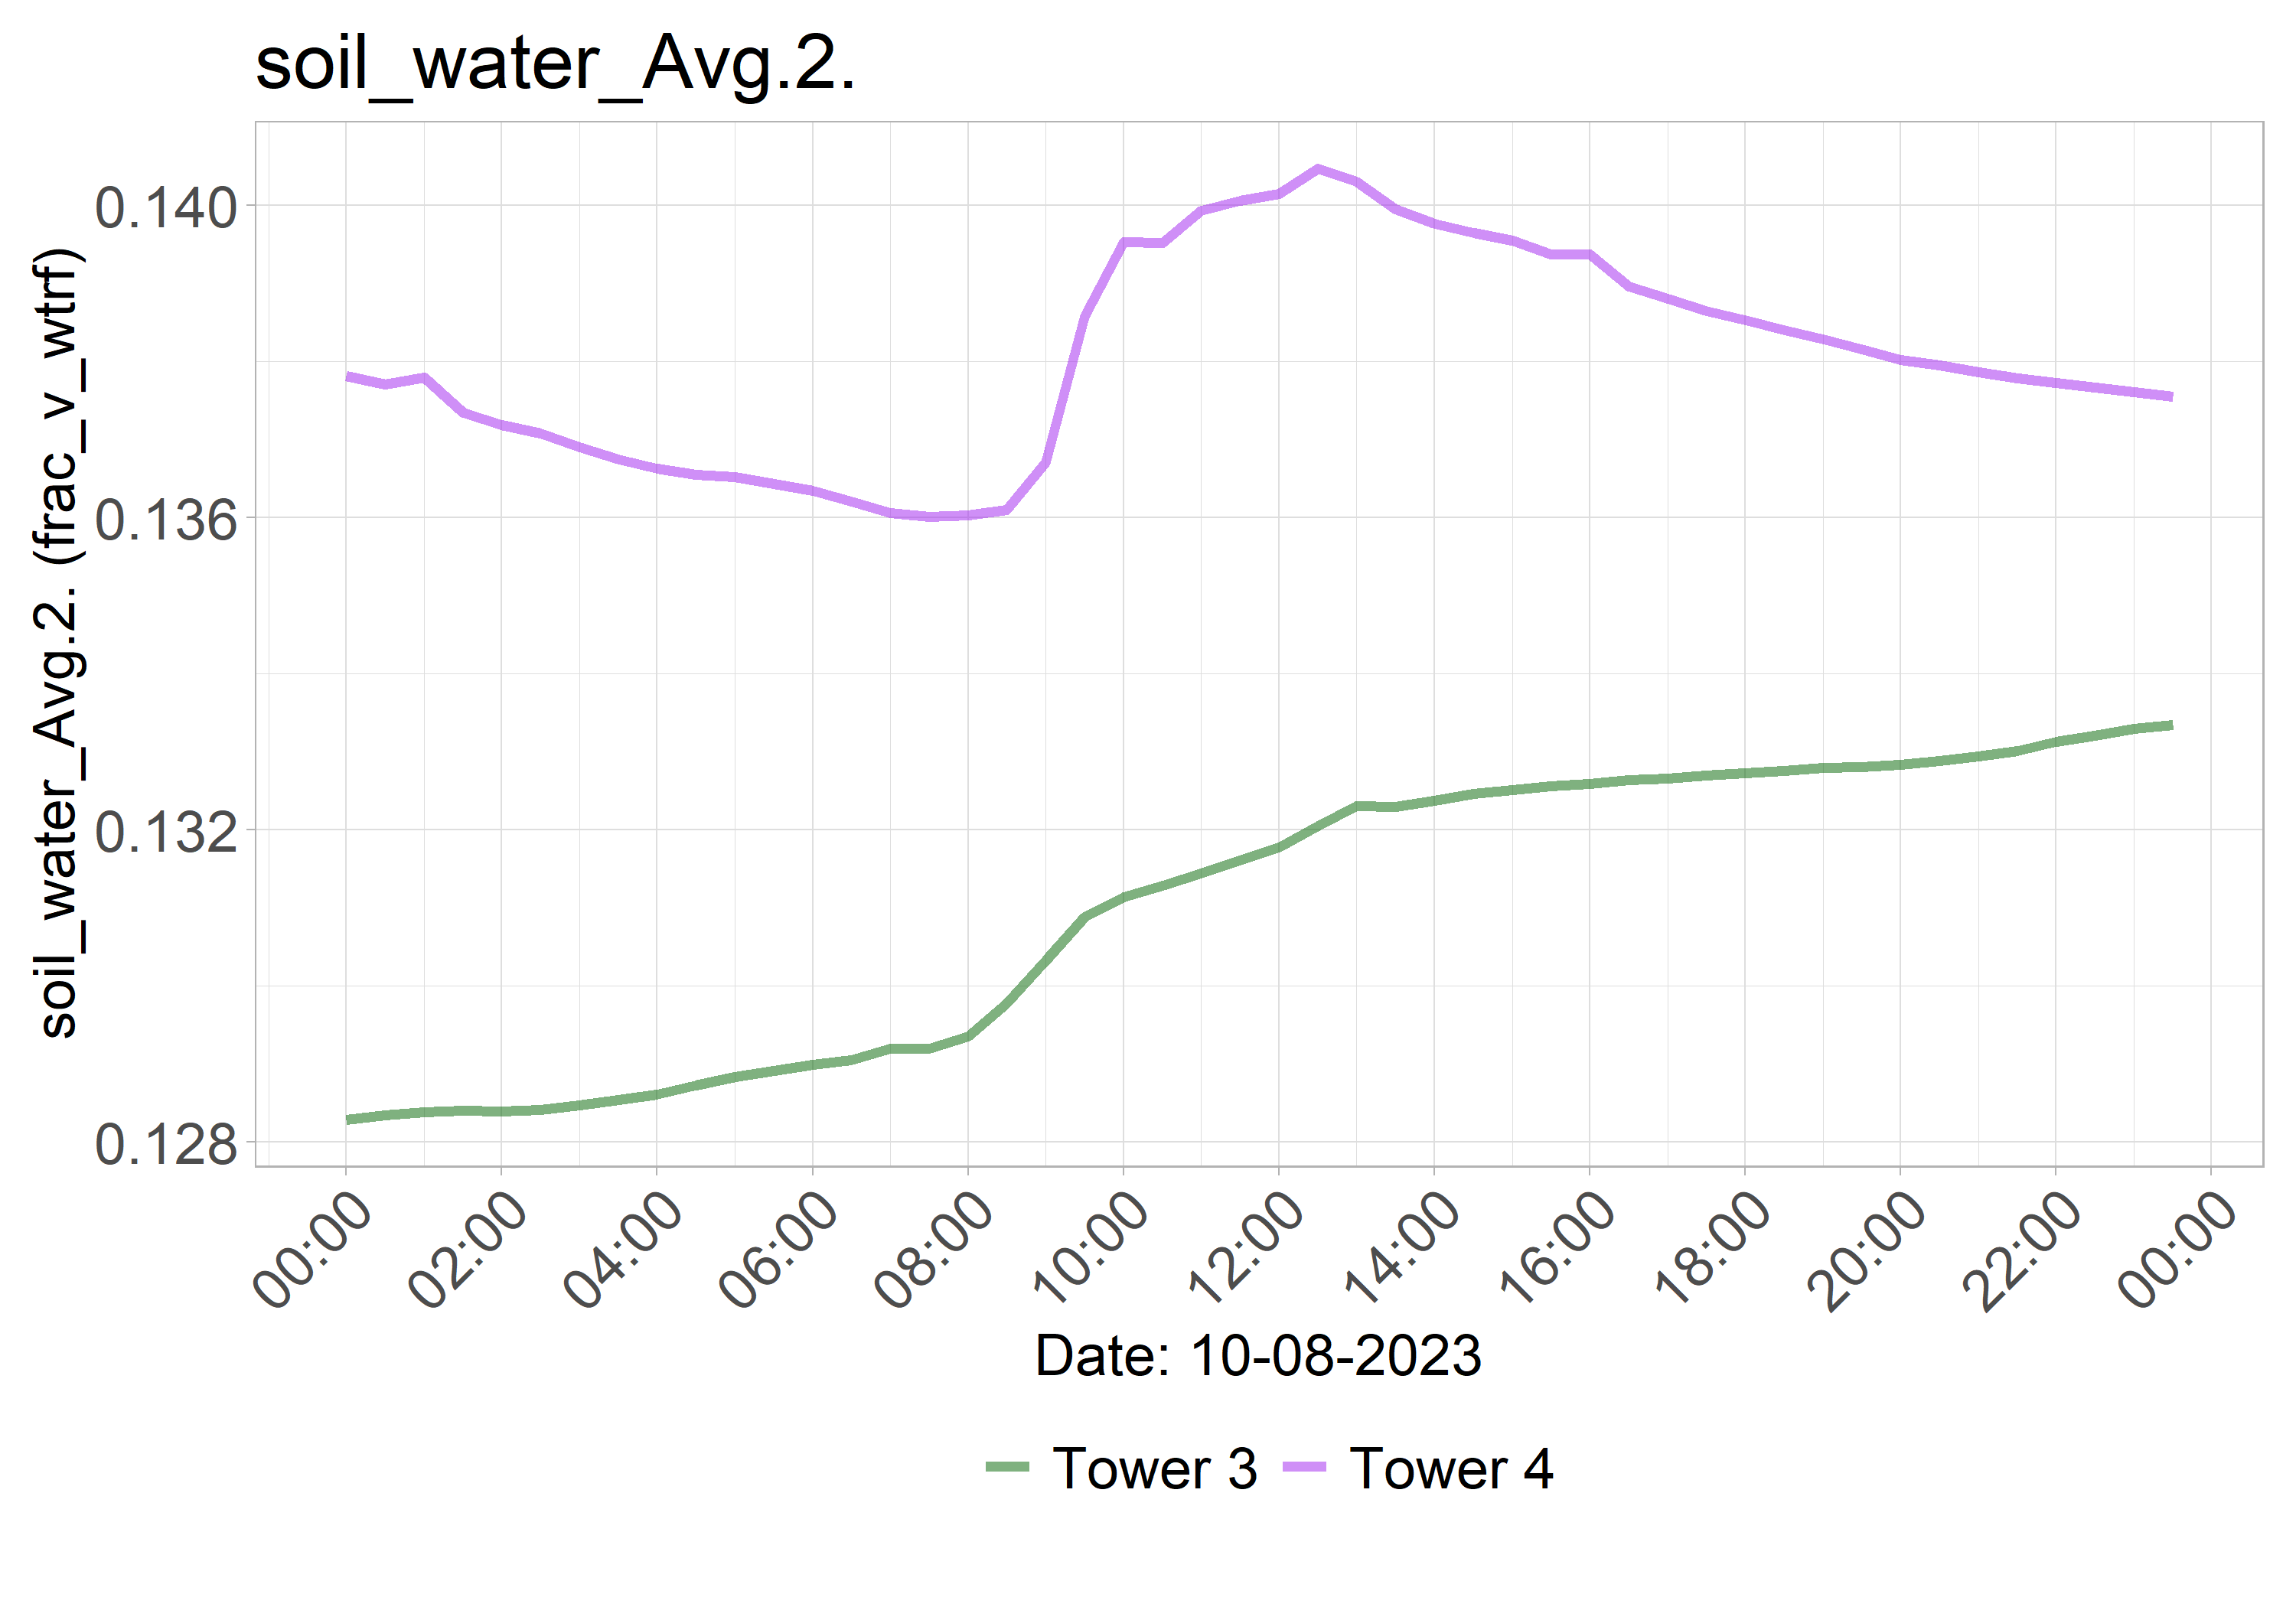 soil_water_Avg.2.
soil_water_Avg.2. (frac_v_wtrf)
0.140
0.136
0.132
0.128
00:00 02:00 04:00 06:00 08:00 10:00 12:00 14:00 16:00 18:00 20:00 22:00 00:00
Date: 10-08-2023
Tower 3 Tower 4